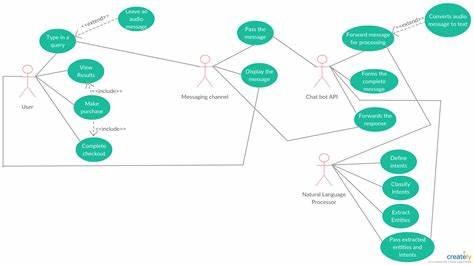 Leave an
audio
message
<<extend>>
Type in a
query
View
Results
<<include>>
Make
purchase
<<include>>
Complete
checkout
User
Pass the
message
Display the
message
Messaging channel
Forward message
for processing
<<extend>>
Converts audio
message to text
Forms the
complete
message
Forwards the
response
Chat bot API
Define
intents
Classify
Intents
Extract
Entities
Pass extracted
entities and
intents
Natural Language
Processor
creately